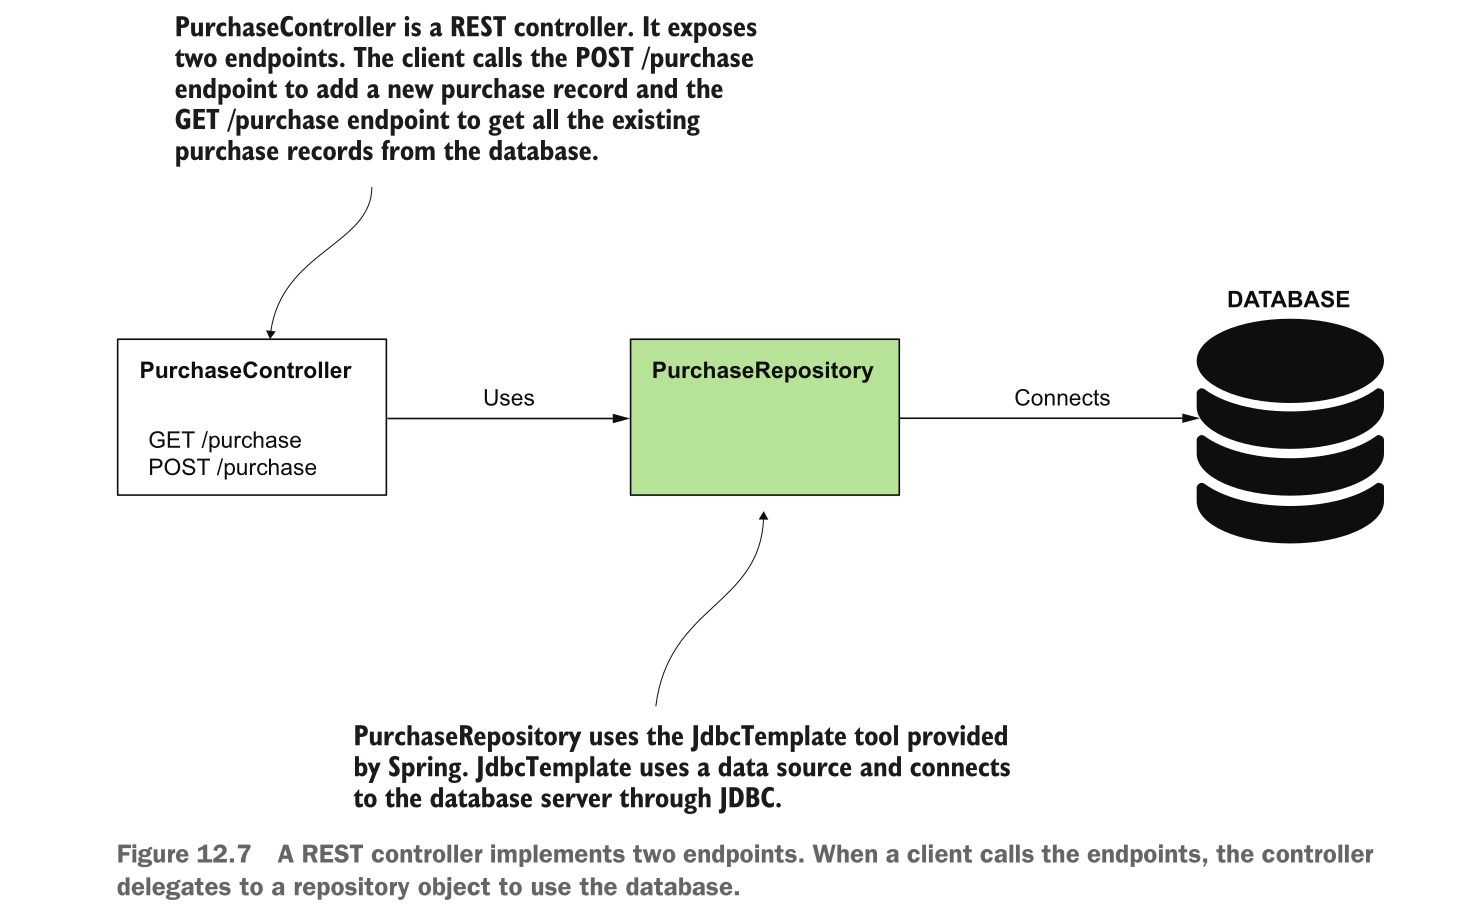 PurchaseController is a REST controller. It exposes
two endpoints. The client calls the POST /purchase
endpoint to add a new purchase record and the
GET /purchase endpoint to get all the existing
purchase records from the database.
DATABASE
PurchaseController
GET /purchase
POST /purchase
Uses
PurchaseRepository
Connects
PurchaseRepository uses the JdbcTemplate tool provided
by Spring. JdbcTemplate uses a data source and connects
to the database server through JDBC.
Figure 12.7 A REST controller implements two endpoints. When a client calls the endpoints, the controller
delegates to a repository object to use the database.